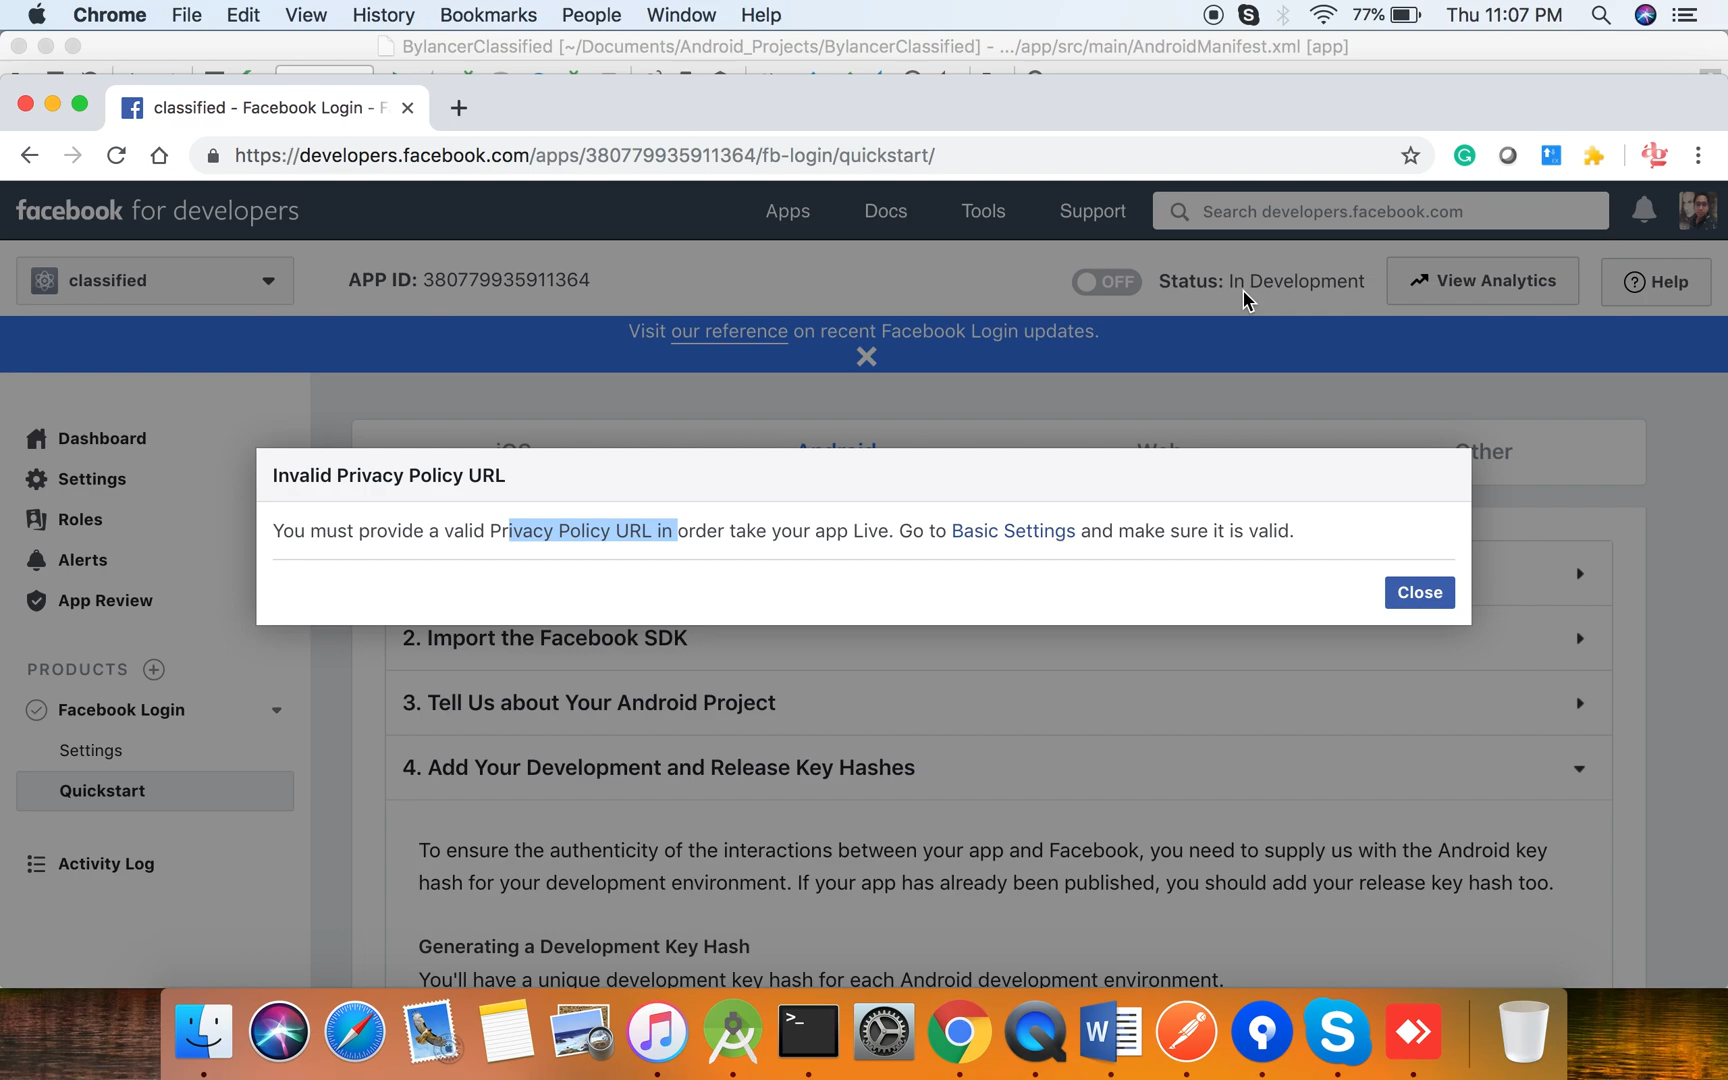 Chrome File Edit View History Bookmarks People Window Help 77% Thu 11:07 PM
BylancerClassified [~/Documents/Android_Projects/BylancerClassified] - .../app/src/main/AndroidManifest.xml [app]
classified - Facebook Login -
https://developers.facebook.com/apps/380779935911364/fb-login/quickstart/
facebook for developers Apps Docs Tools Support Search developers.facebook.com
classified APP ID: 380779935911364 OFF Status: In Development View Analytics Help
Visit our reference on recent Facebook Login updates.
Dashboard
Settings
Roles
Alerts
App Review
PRODUCTS
Facebook Login
Settings
Quickstart
Activity Log
Invalid Privacy Policy URL
You must provide a valid Privacy Policy URL in order take your app Live. Go to Basic Settings and make sure it is valid.
Close
2. Import the Facebook SDK
3. Tell Us about Your Android Project
4. Add Your Development and Release Key Hashes
To ensure the authenticity of the interactions between your app and Facebook, you need to supply us with the Android key
hash for your development environment. If your app has already been published, you should add your release key hash too.
Generating a Development Key Hash
You'll have a unique development key hash for each Android development environment.